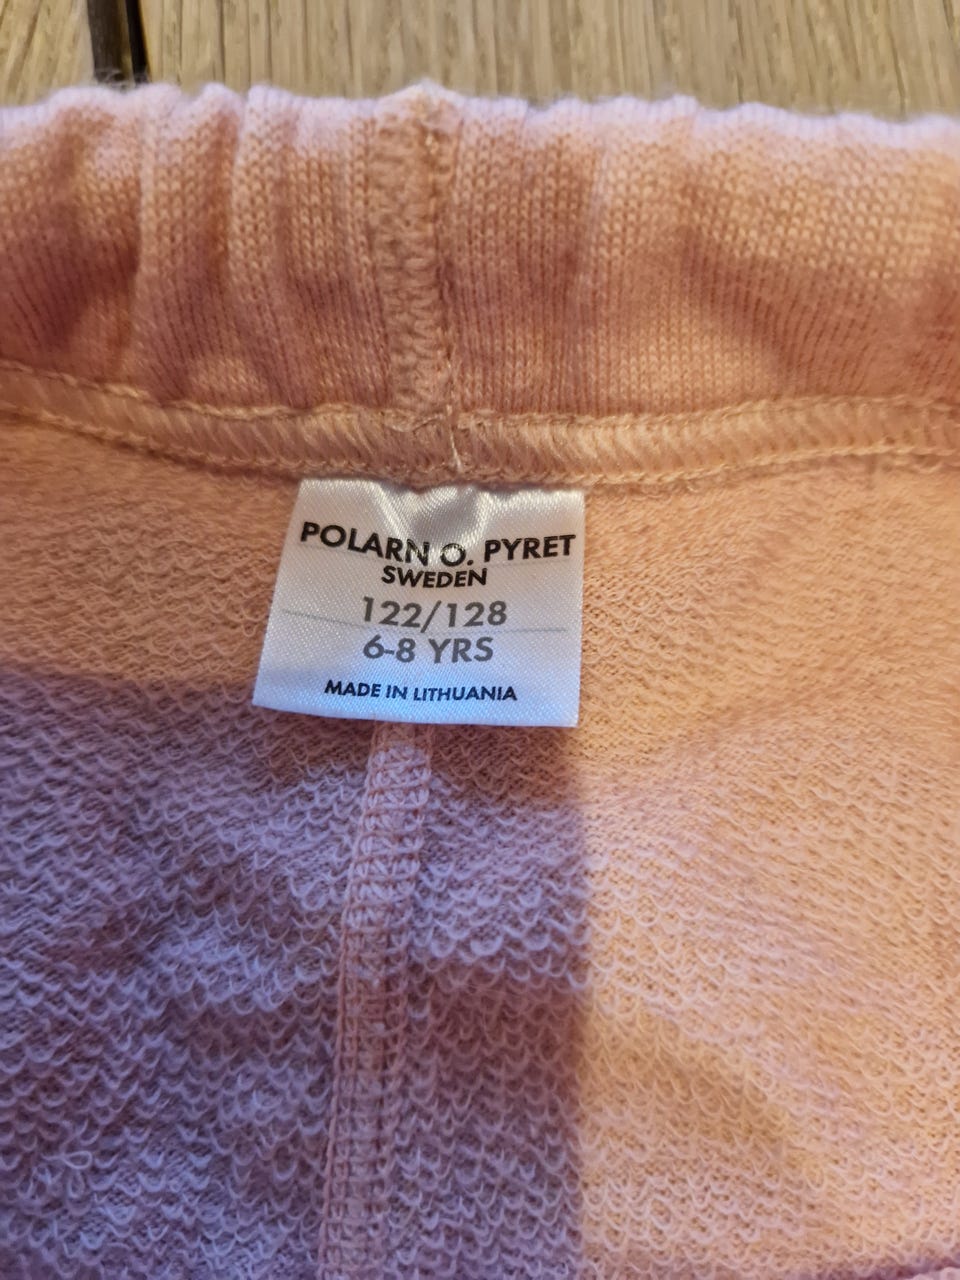 POLARN O. PYRET
SWEDEN
122/128
6-8 YRS
MADE IN LITHUANIA